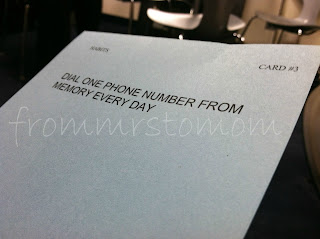 HABITS
CARD #3
DIAL ONE PHONE NUMBER FROM
MEMORY EVERY DAY
frommrstomom